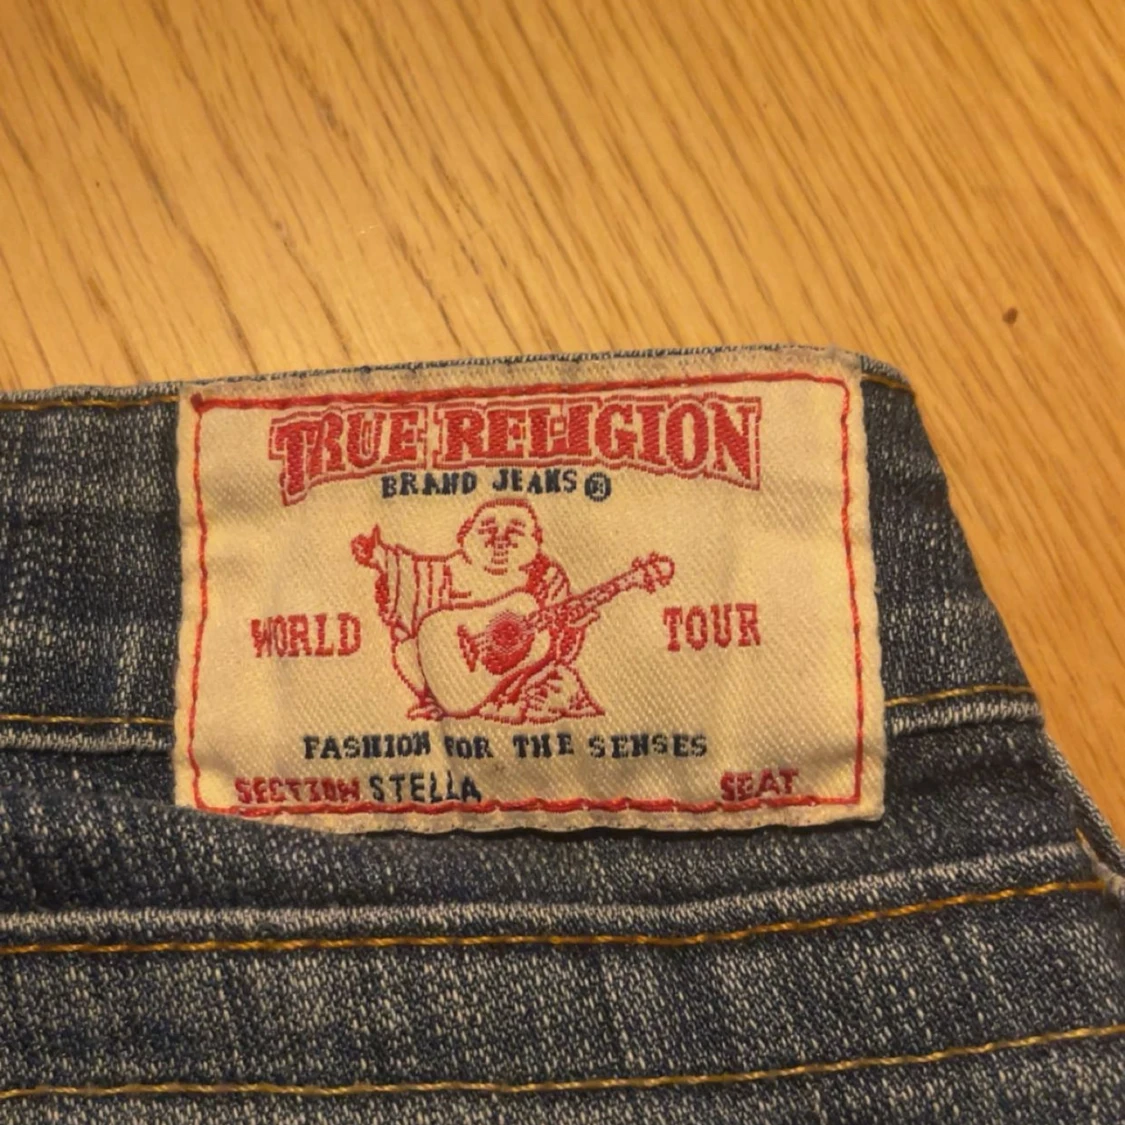 TRUE RELIGION
BRAND JEANS ®
WORLD TOUR
FASHION FOR THE SENSES
SECTION STELLA SEAT